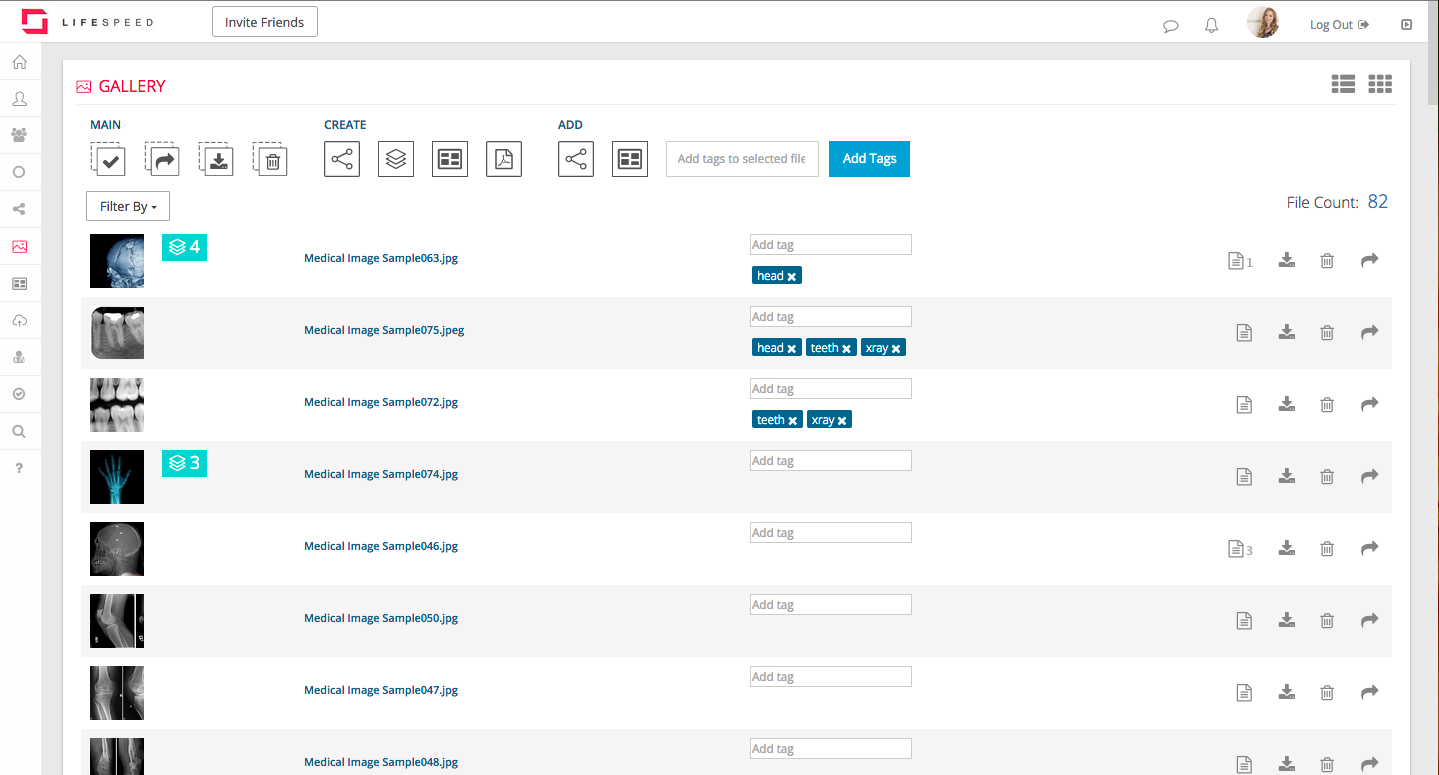 LIFESPEED
Invite Friends
Log Out
GALLERY
MAIN
CREATE
ADD
Add tags to selected file
Add Tags
Filter By
File Count: 82
4
Medical Image Sample063.jpg
Add tag
head
1
Medical Image Sample075.jpeg
Add tag
head teeth xray
Medical Image Sample072.jpg
Add tag
teeth xray
3
Medical Image Sample074.jpg
Add tag
Medical Image Sample046.jpg
Add tag
3
Medical Image Sample050.jpg
Add tag
Medical Image Sample047.jpg
Add tag
Medical Image Sample048.jpg
Add tag
?